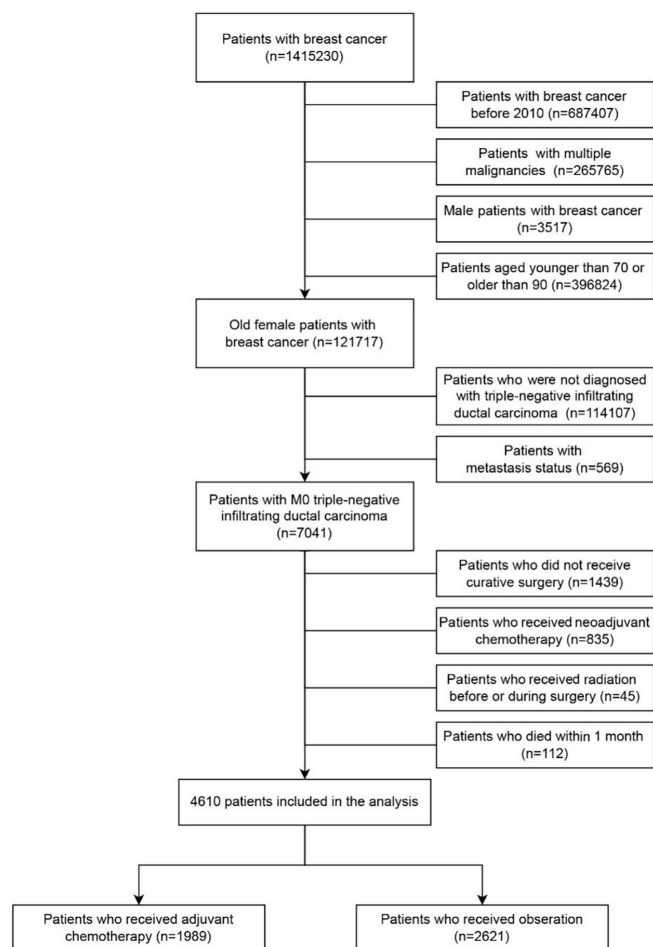 Patients with breast cancer
(n=1415230)
Patients with breast cancer
before 2010 (n=687407)
Patients with multiple
malignancies (n=265765)
Male patients with breast cancer
(n=3517)
Patients aged younger than 70 or
older than 90 (n=396824)
Old female patients with
breast cancer (n=121717)
Patients who were not diagnosed
with triple-negative infiltrating
ductal carcinoma (n=114107)
Patients with
metastasis status (n=569)
Patients with M0 triple-negative
infiltrating ductal carcinoma
(n=7041)
Patients who did not receive
curative surgery (n=1439)
Patients who received neoadjuvant
chemotherapy (n=835)
Patients who received radiation
before or during surgery (n=45)
Patients who died within 1 month
(n=112)
4610 patients included in the analysis
Patients who received adjuvant
chemotherapy (n=1989)
Patients who received obseration
(n=2621)